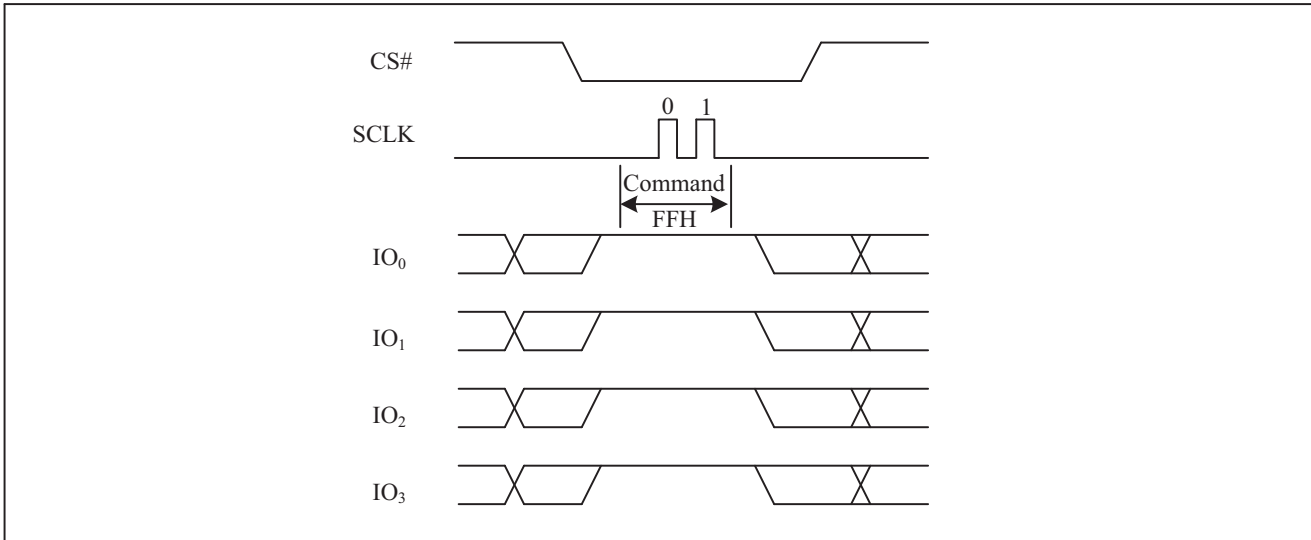 CS#
0 1
SCLK
Command
FFH
IO₀
IO₁
IO₂
IO₃